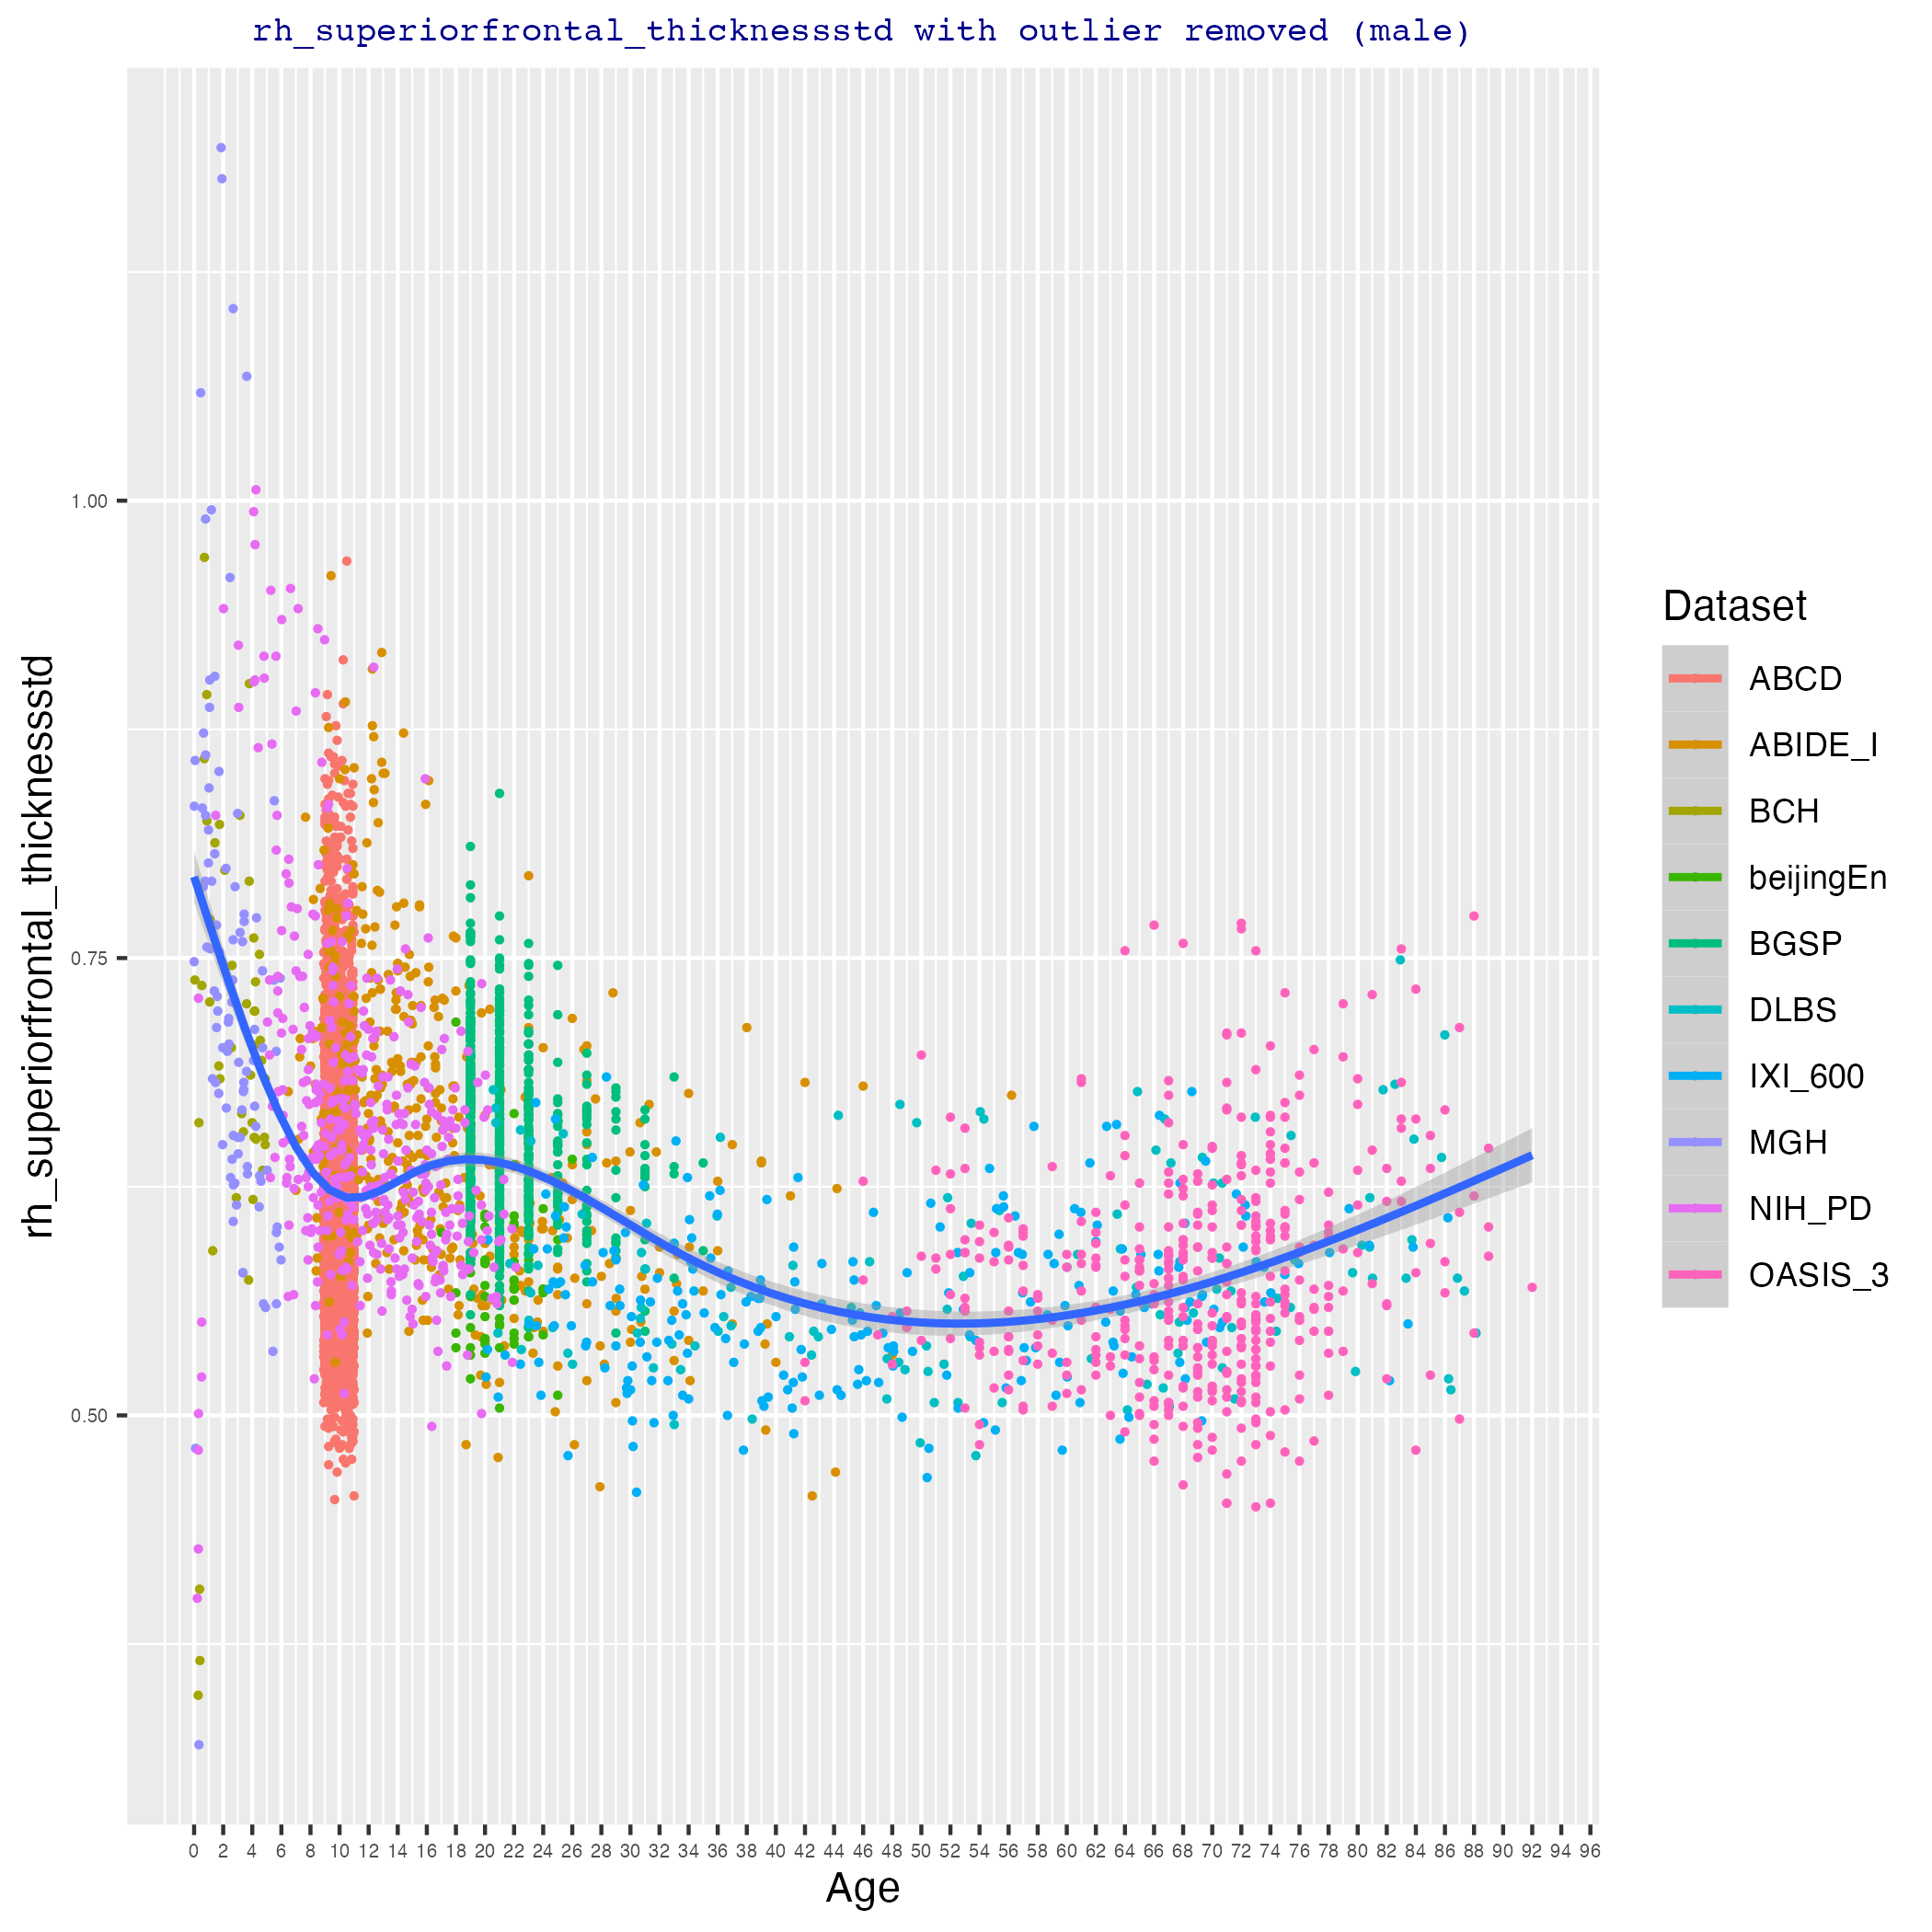 rh_superiorfrontal_thicknessstd with outlier removed (male)
rh_superiorfrontal_thicknessstd
1.00
0.75
0.50
0 2 4 6 8 10 12 14 16 18 20 22 24 26 28 30 32 34 36 38 40 42 44 46 48 50 52 54 56 58 60 62 64 66 68 70 72 74 76 78 80 82 84 86 88 90 92 94 96
Age
Dataset
ABCD
ABIDE_I
BCH
beijingEn
BGSP
DLBS
IXI_600
MGH
NIH_PD
OASIS_3